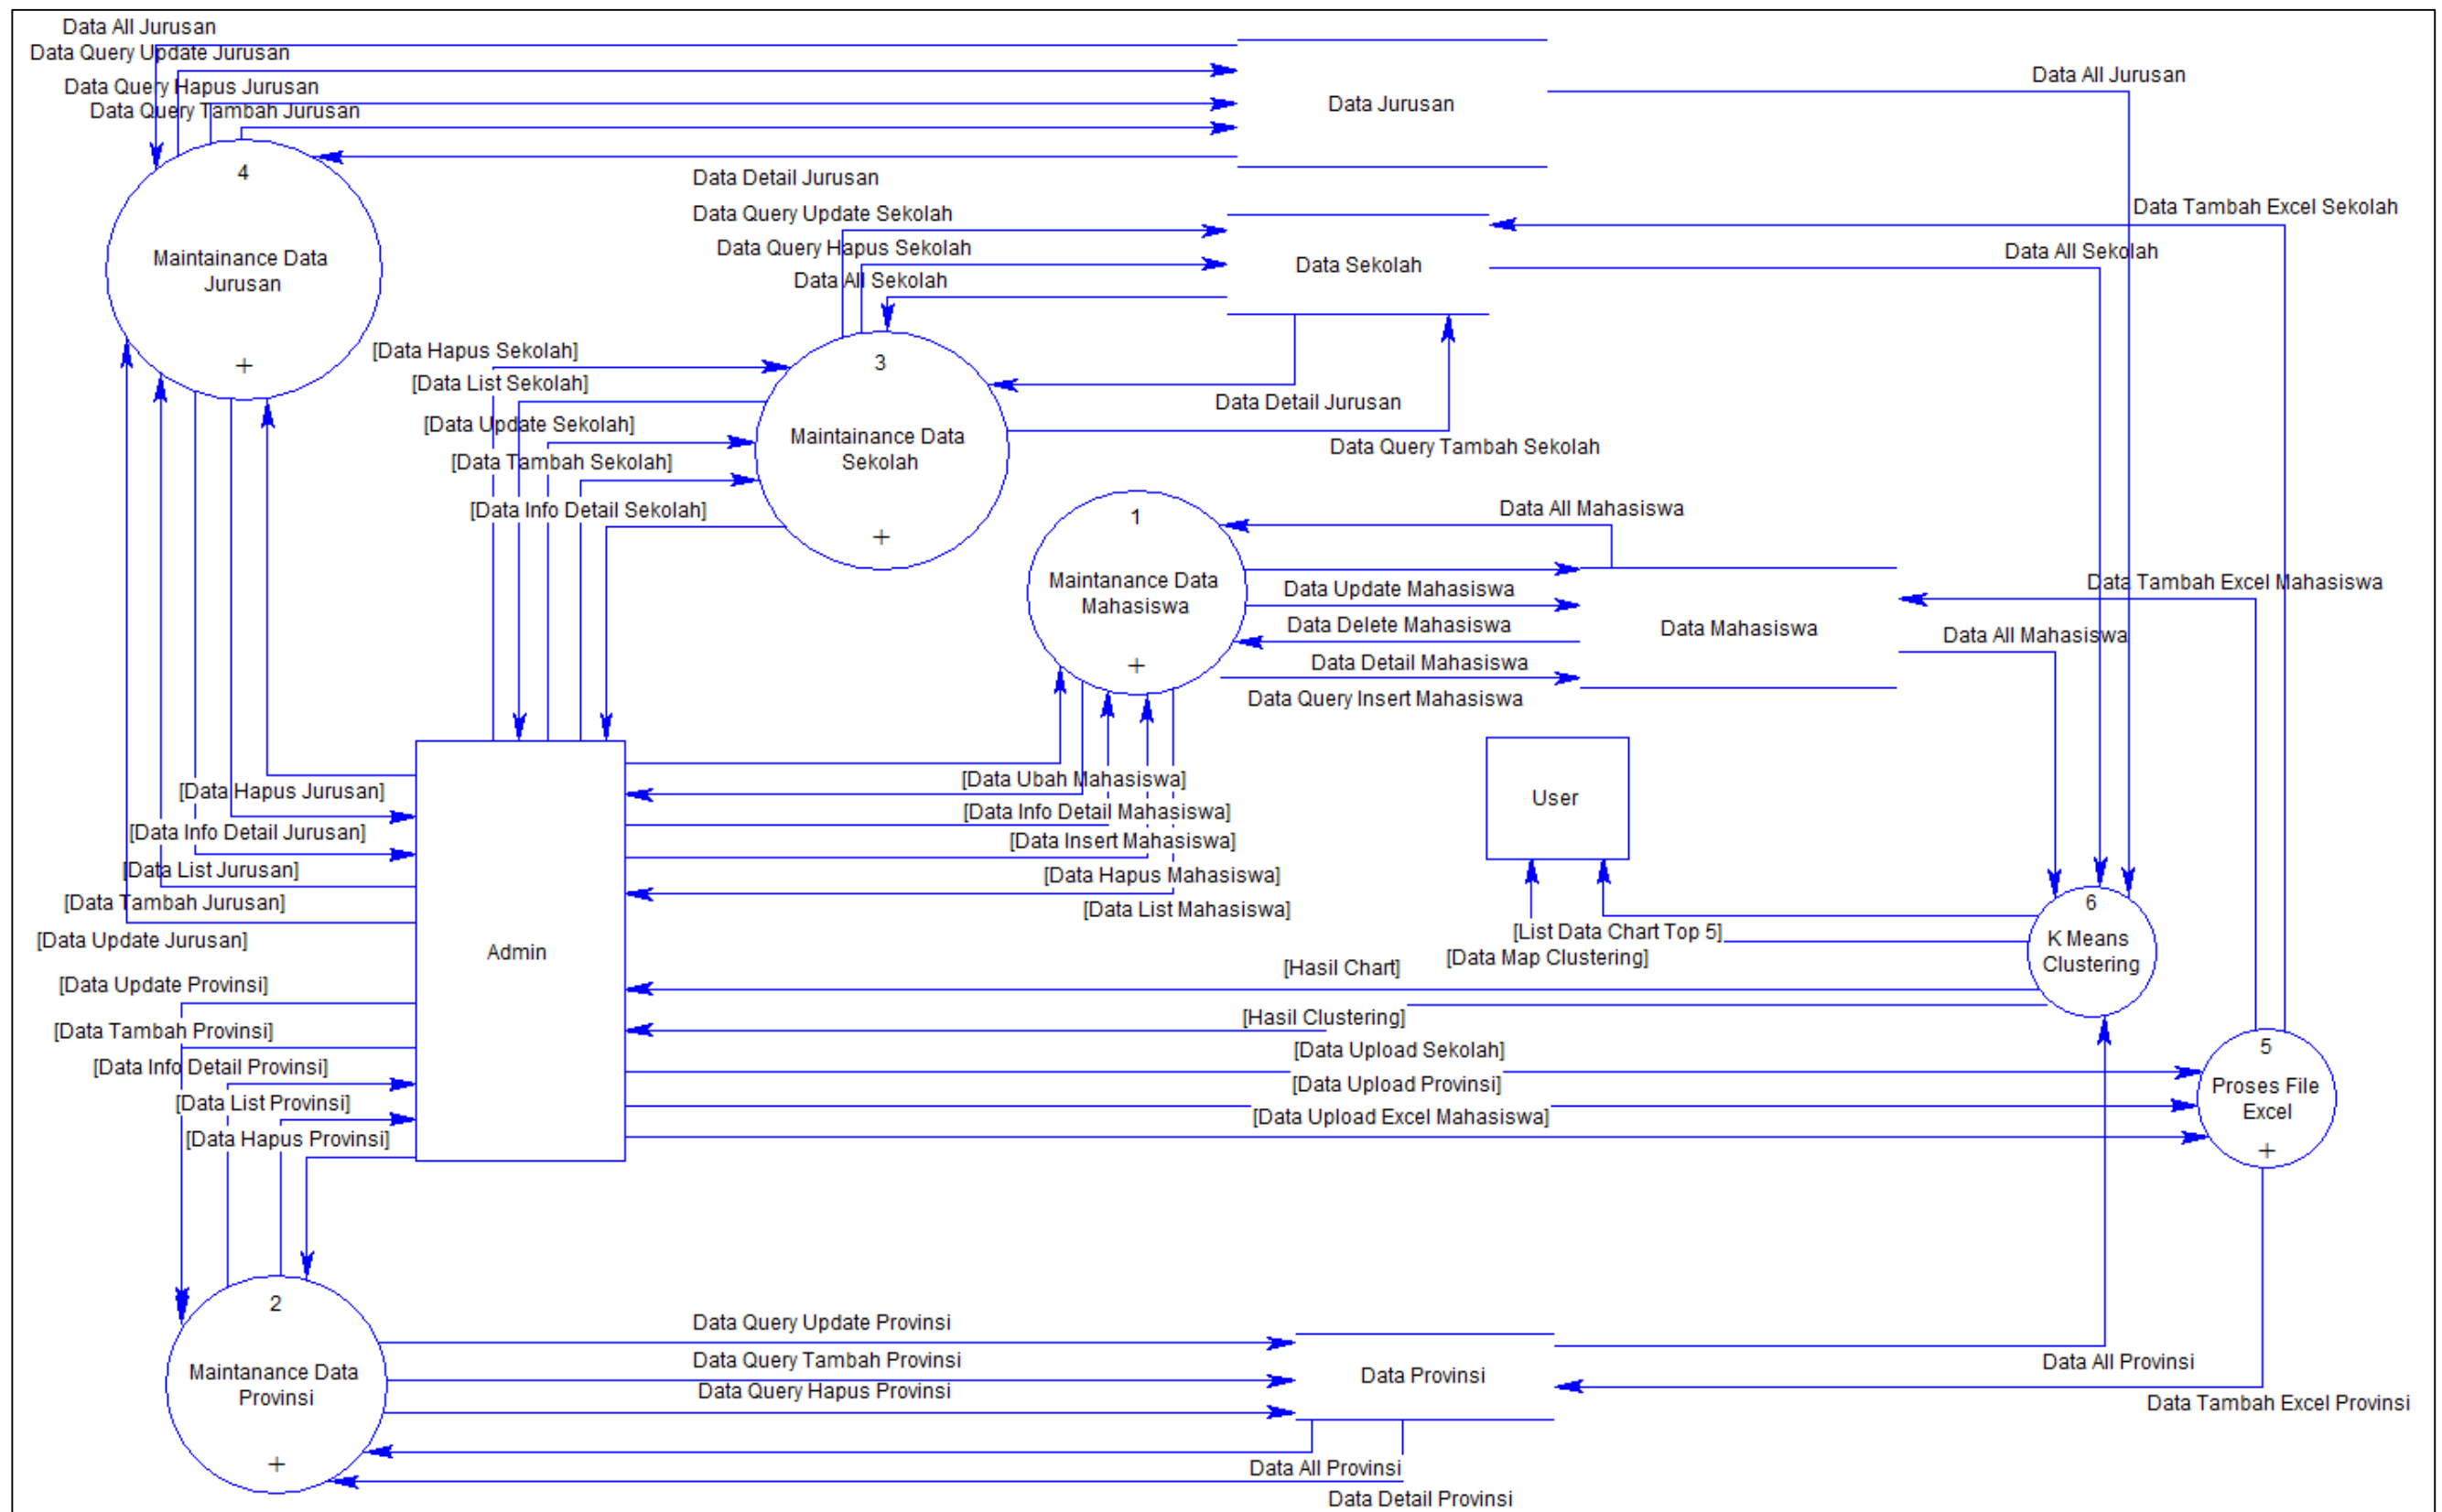 Data All Jurusan
Data Query Update Jurusan
Data Query Hapus Jurusan
Data Query Tambah Jurusan
Data Jurusan
Data All Jurusan
Data Detail Jurusan
4
Maintainance Data
Jurusan
+
Data Query Update Sekolah
Data Query Hapus Sekolah
Data All Sekolah
Data Sekolah
Data Tambah Excel Sekolah
Data All Sekolah
[Data Hapus Sekolah]
[Data List Sekolah]
[Data Update Sekolah]
[Data Tambah Sekolah]
[Data Info Detail Sekolah]
3
Maintainance Data
Sekolah
+
Data Detail Jurusan
Data Query Tambah Sekolah
1
Maintanance Data
Mahasiswa
+
Data All Mahasiswa
Data Update Mahasiswa
Data Delete Mahasiswa
Data Detail Mahasiswa
Data Query Insert Mahasiswa
Data Mahasiswa
Data Tambah Excel Mahasiswa
Data All Mahasiswa
[Data Hapus Jurusan]
[Data Info Detail Jurusan]
[Data List Jurusan]
[Data Tambah Jurusan]
[Data Update Jurusan]
Admin
[Data Ubah Mahasiswa]
[Data Info Detail Mahasiswa]
[Data Insert Mahasiswa]
[Data Hapus Mahasiswa]
[Data List Mahasiswa]
User
[List Data Chart Top 5]
[Data Map Clustering]
6
K Means
Clustering
[Hasil Chart]
[Hasil Clustering]
[Data Upload Sekolah]
[Data Upload Provinsi]
[Data Upload Excel Mahasiswa]
5
Proses File
Excel
+
[Data Update Provinsi]
[Data Tambah Provinsi]
[Data Info Detail Provinsi]
[Data List Provinsi]
[Data Hapus Provinsi]
2
Maintanance Data
Provinsi
+
Data Query Update Provinsi
Data Query Tambah Provinsi
Data Query Hapus Provinsi
Data Provinsi
Data All Provinsi
Data Tambah Excel Provinsi
Data All Provinsi
Data Detail Provinsi